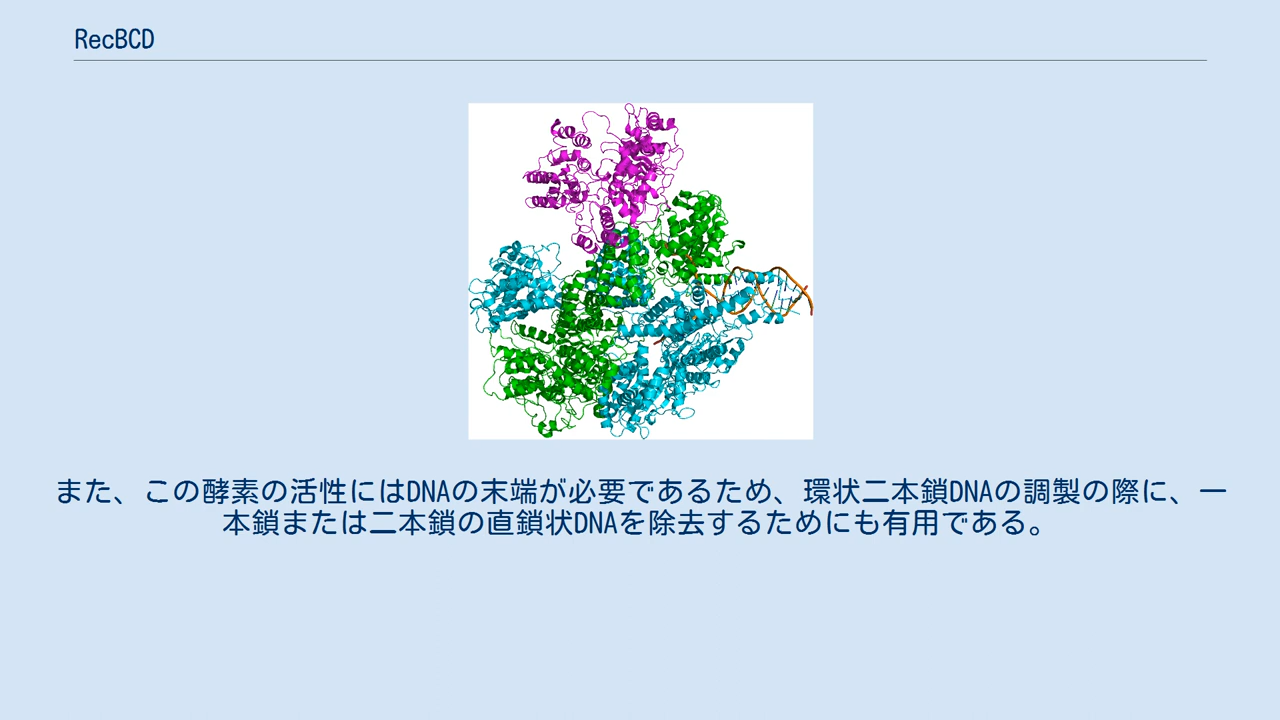 RecBCD
また、この酵素の活性にはDNAの末端が必要であるため、環状二本鎖DNAの調製の際に、一
本鎖または二本鎖の直鎖状DNAを除去するためにも有用である。